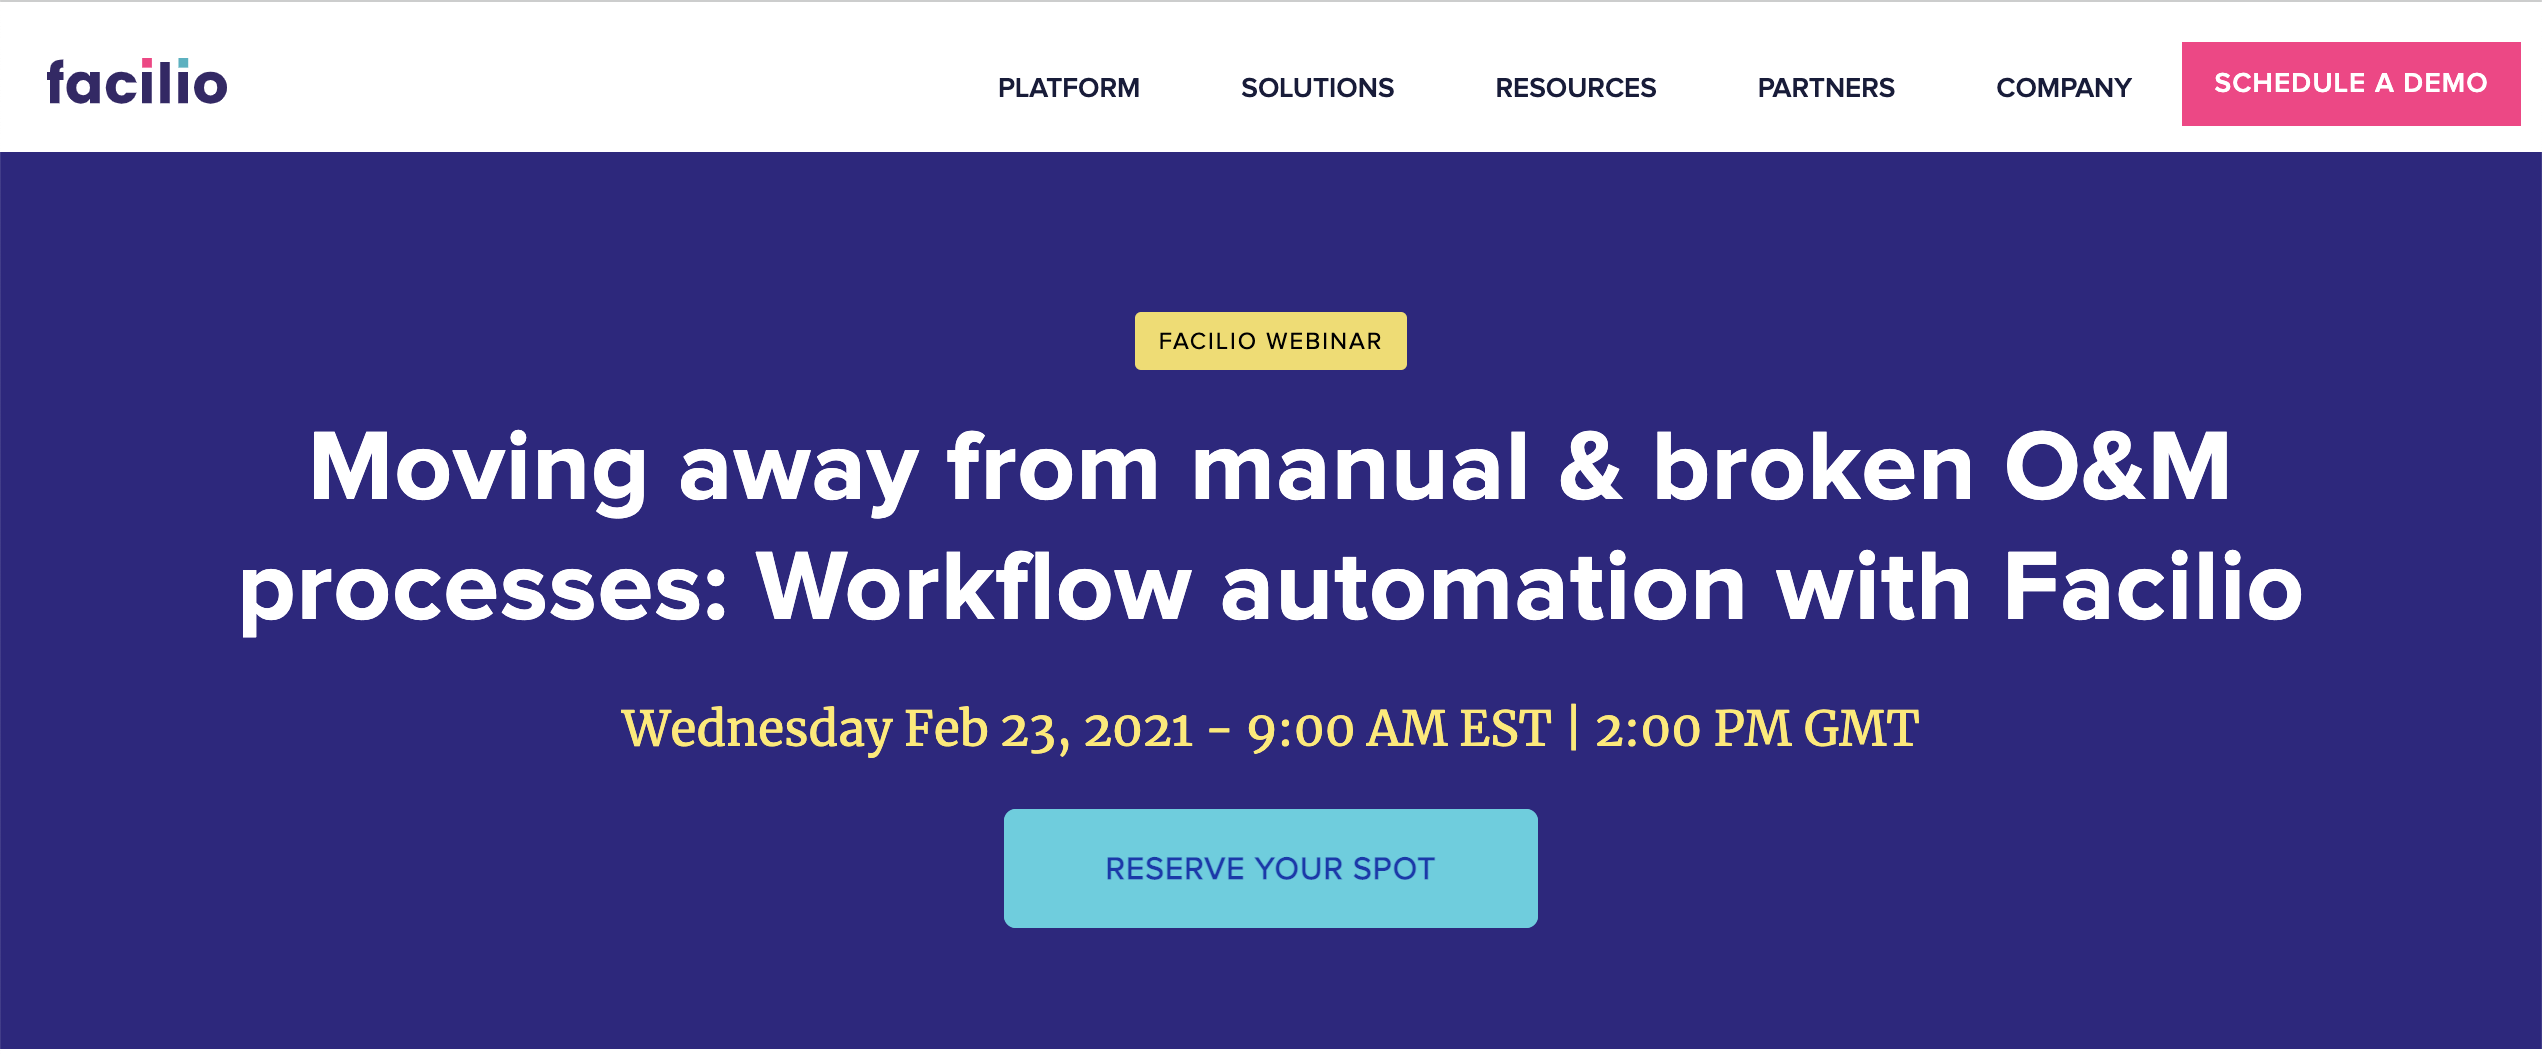 facilio
PLATFORM
SOLUTIONS
RESOURCES
PARTNERS
COMPANY
SCHEDULE A DEMO
FACILIO WEBINAR
Moving away from manual & broken O&M
processes: Workflow automation with Facilio
Wednesday Feb 23, 2021 - 9:00 AM EST | 2:00 PM GMT
RESERVE YOUR SPOT